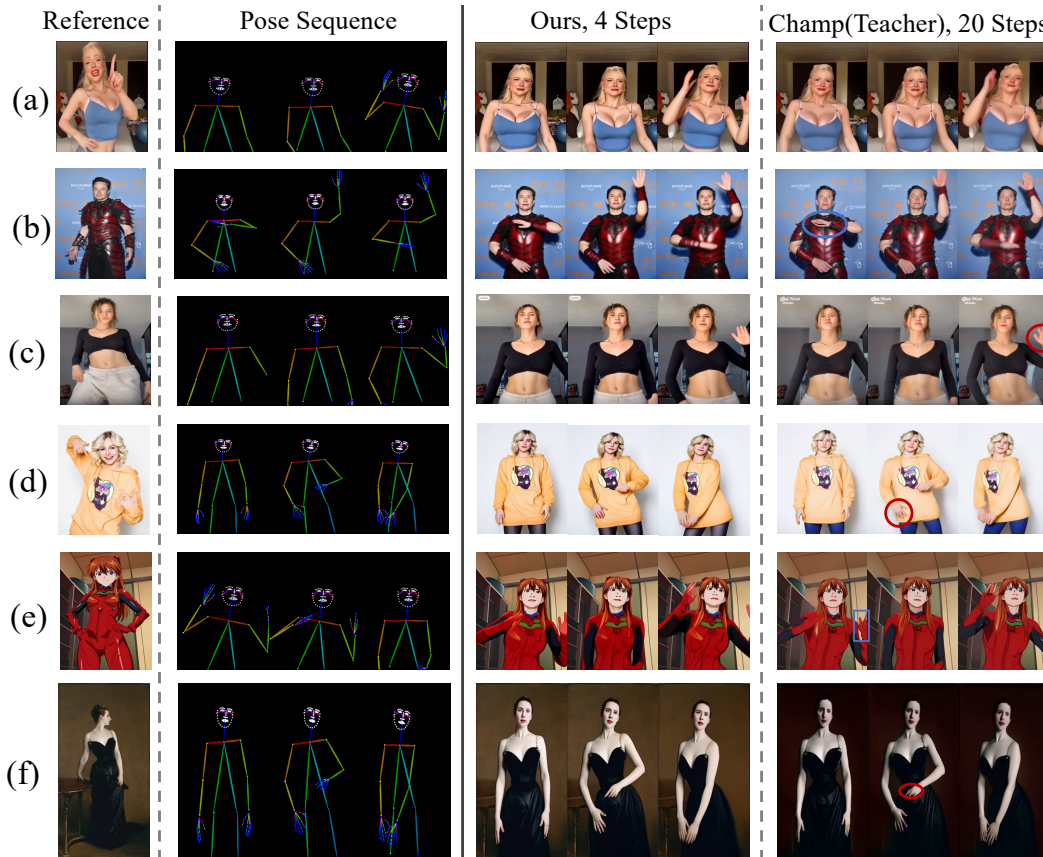 Reference Pose Sequence Ours, 4 Steps Champ(Teacher), 20 Steps
(a)
(b)
(c)
(d)
(e)
(f)